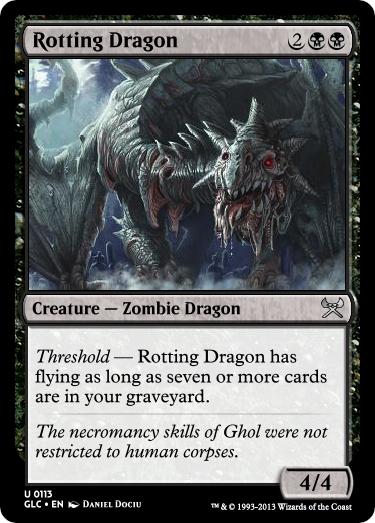 Rotting Dragon 2
Creature — Zombie Dragon
Threshold — Rotting Dragon has
flying as long as seven or more cards
are in your graveyard.
The necromancy skills of Ghol were not
restricted to human corpses.
4/4
U 0113
GLC • EN DANIEL DOCIU
™ & © 1993-2013 Wizards of the Coast